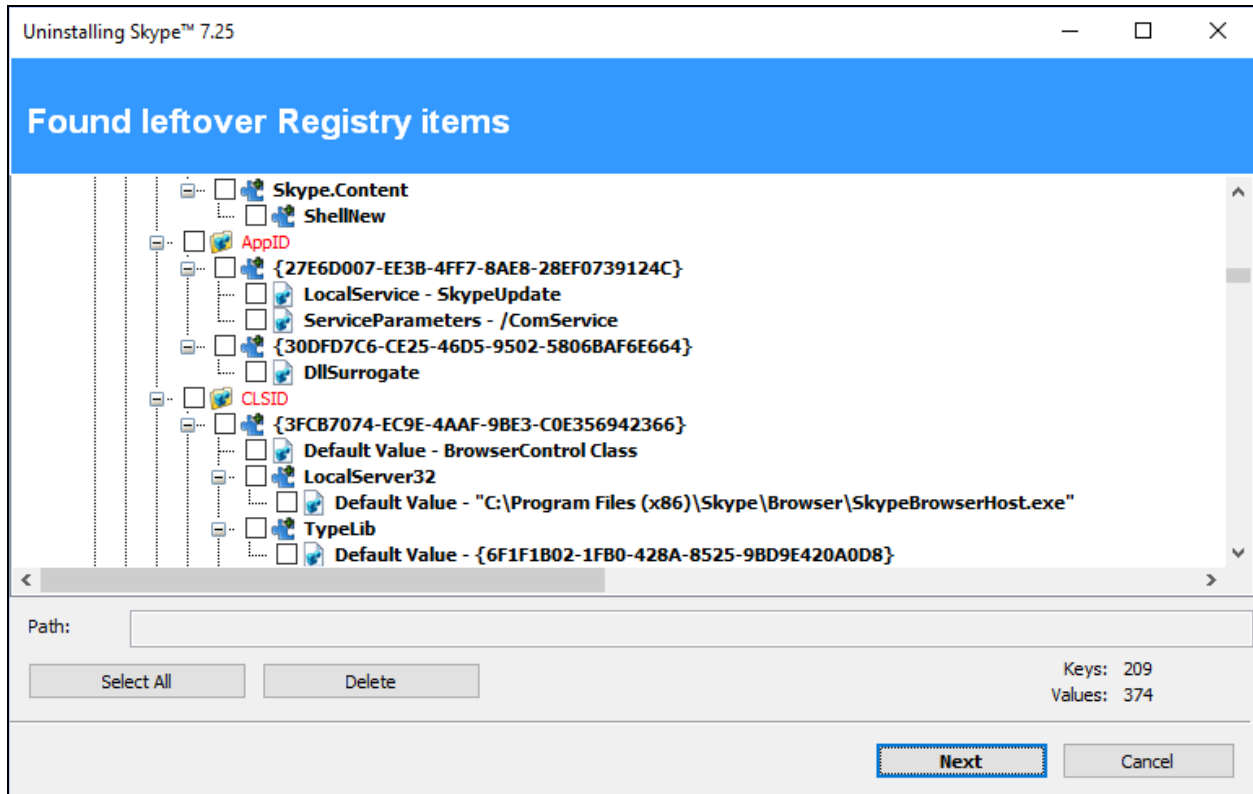 Uninstalling Skype™ 7.25
Found leftover Registry items
Skype.Content
ShellNew
AppID
{27E6D007-EE3B-4FF7-8AE8-28EF0739124C}
LocalService - SkypeUpdate
ServiceParameters - /ComService
{30DFD7C6-CE25-46D5-9502-5806BAF6E664}
DllSurrogate
CLSID
{3FCB7074-EC9E-4AAF-9BE3-C0E356942366}
Default Value - BrowserControl Class
LocalServer32
Default Value - "C:\Program Files (x86)\Skype\Browser\SkypeBrowserHost.exe"
TypeLib
Default Value - {6F1F1B02-1FB0-428A-8525-9BD9E420A0D8}
Path:
Select All Delete Keys: 209
Values: 374
Next Cancel